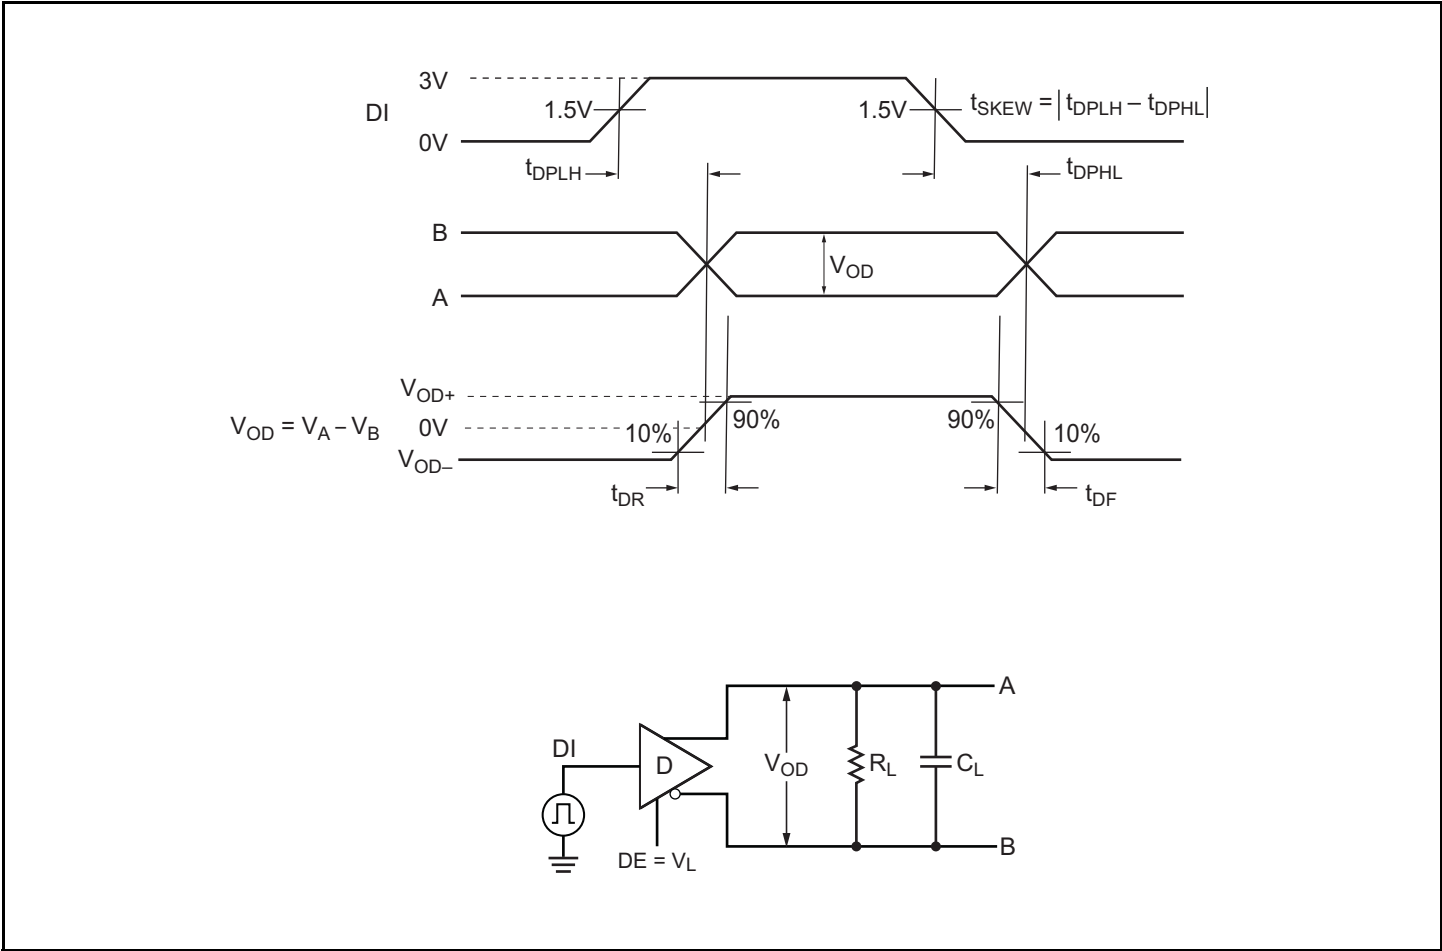 3V
DI
1.5V
1.5V
tSKEW = |tDPLH – tDPHL|
0V
tDPLH
tDPHL
B
VOD
A
VOD+
VOD = VA – VB
0V
10%
90%
90%
10%
VOD–
tDR
tDF
A
DI
D
VOD
RL
CL
B
DE = VL